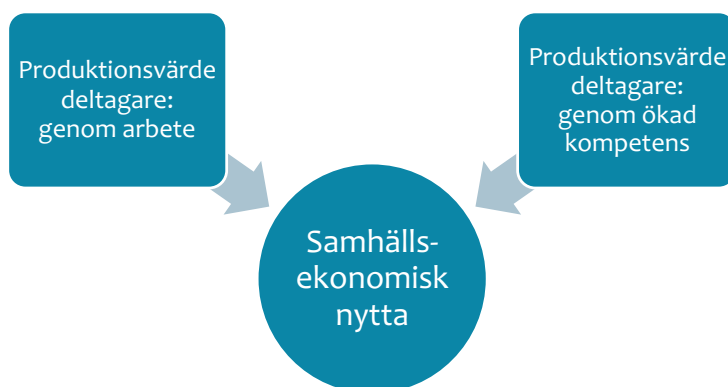 Produktionsvärde
deltagare:
genom arbete
Produktionsvärde
deltagare:
genom ökad
kompetens
Samhälls-
ekonomisk
nytta